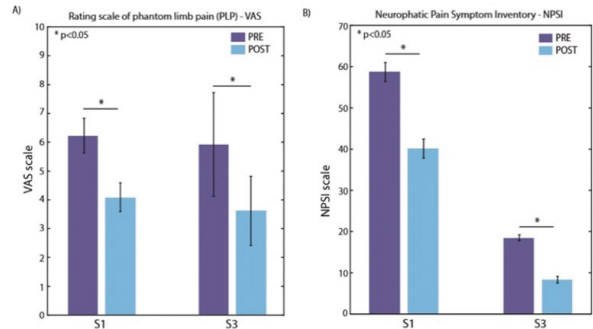 A)
Rating scale of phantom limb pain (PLP) - VAS
* p<0.05
PRE
POST
10
9
8
7
6
5
4
3
2
1
0
VAS scale
*
*
S1
S3
B)
Neurophatic Pain Symptom Inventory - NPSI
* p<0.05
PRE
POST
70
60
50
40
30
20
10
0
NPSI scale
*
*
S1
S3